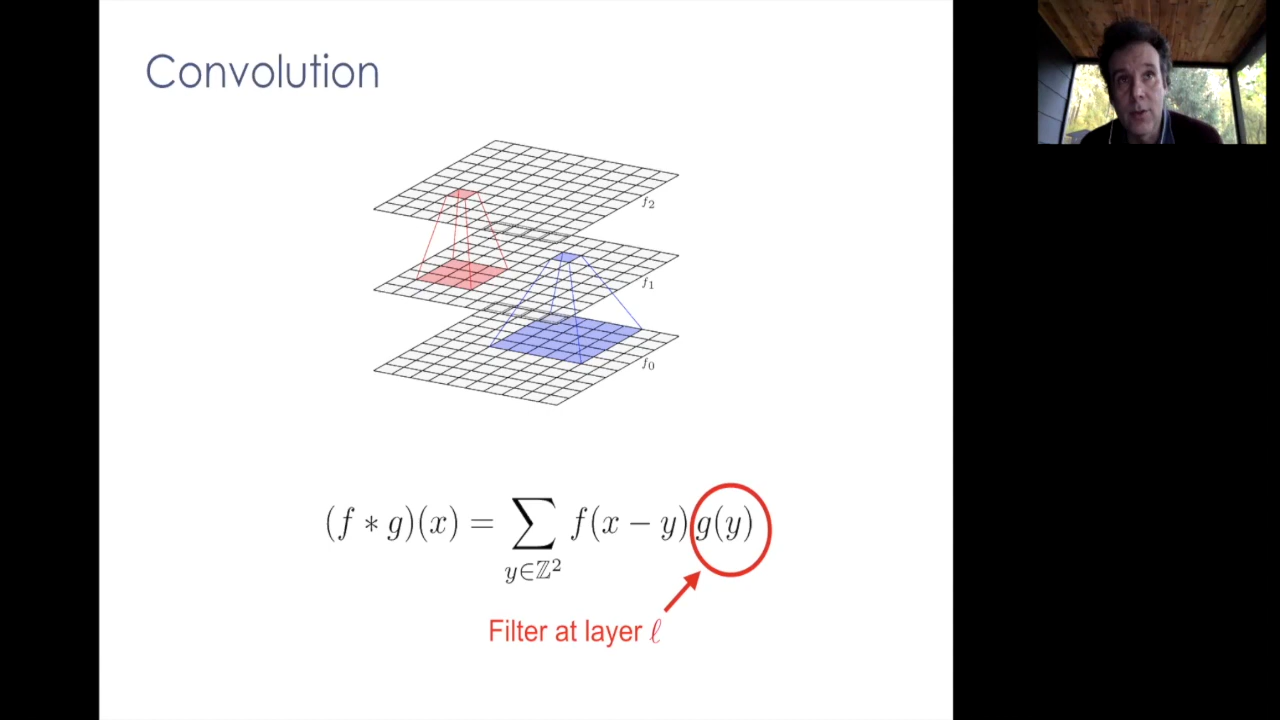 Convolution
f₂
f₁
f₀
(f ∗ g)(x) = ∑ f(x − y) g(y)
y∈ℤ²
Filter at layer ℓ